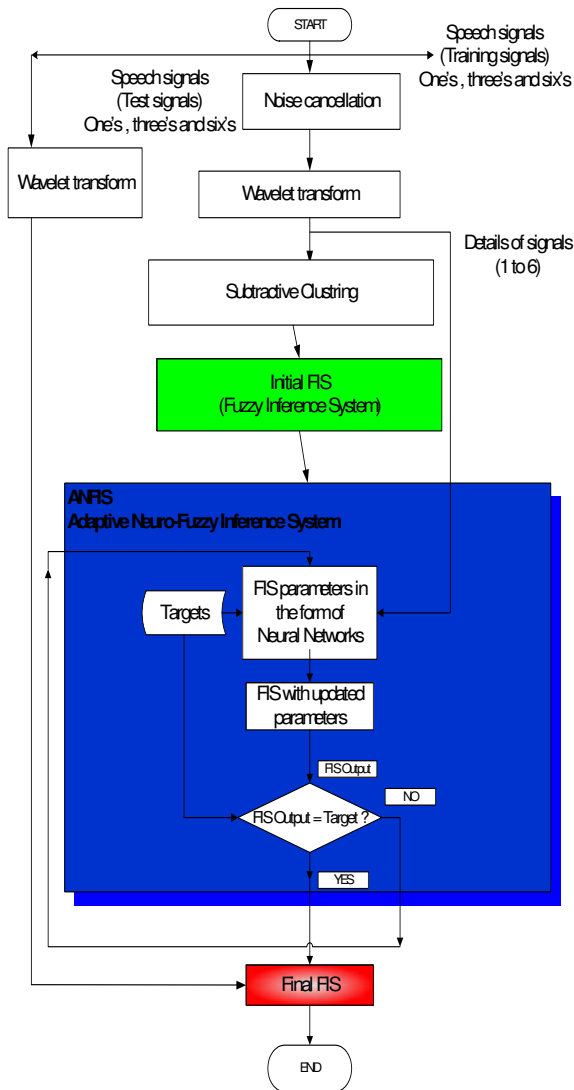 START
Speech signals
(Training signals)
One's , three's and six's
Speech signals
(Test signals)
One's , three's and six's
Noise cancellation
Wavelet transform
Wavelet transform
Details of signals
(1 to 6)
Subtractive Clustring
Initial FIS
(Fuzzy Inference System)
ANFIS
Adaptive Neuro-Fuzzy Inference System
Targets
FIS parameters in
the form of
Neural Networks
FIS with updated
parameters
FIS Output
NO
FIS Output = Target ?
YES
Final FIS
END